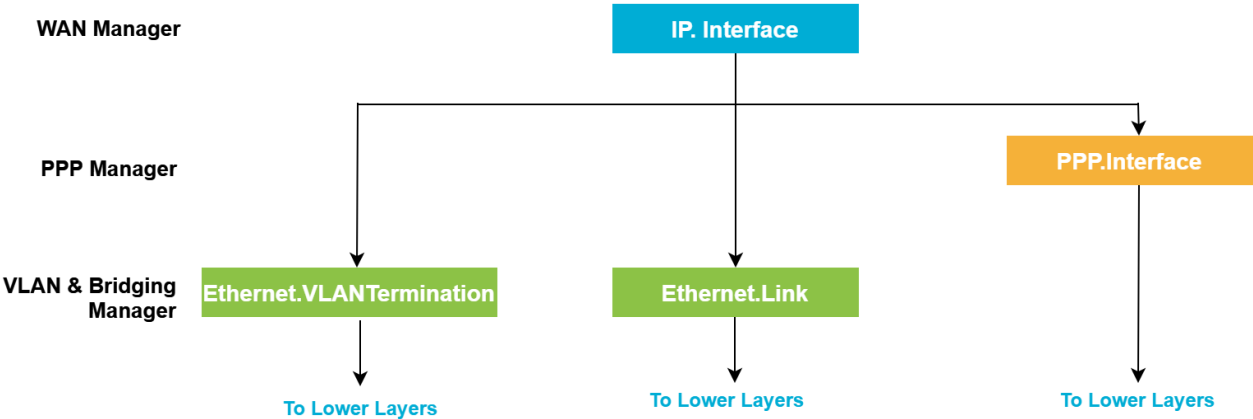 WAN Manager
IP. Interface
PPP Manager
PPP.Interface
VLAN & Bridging
Manager
Ethernet.VLANTermination
Ethernet.Link
To Lower Layers
To Lower Layers
To Lower Layers